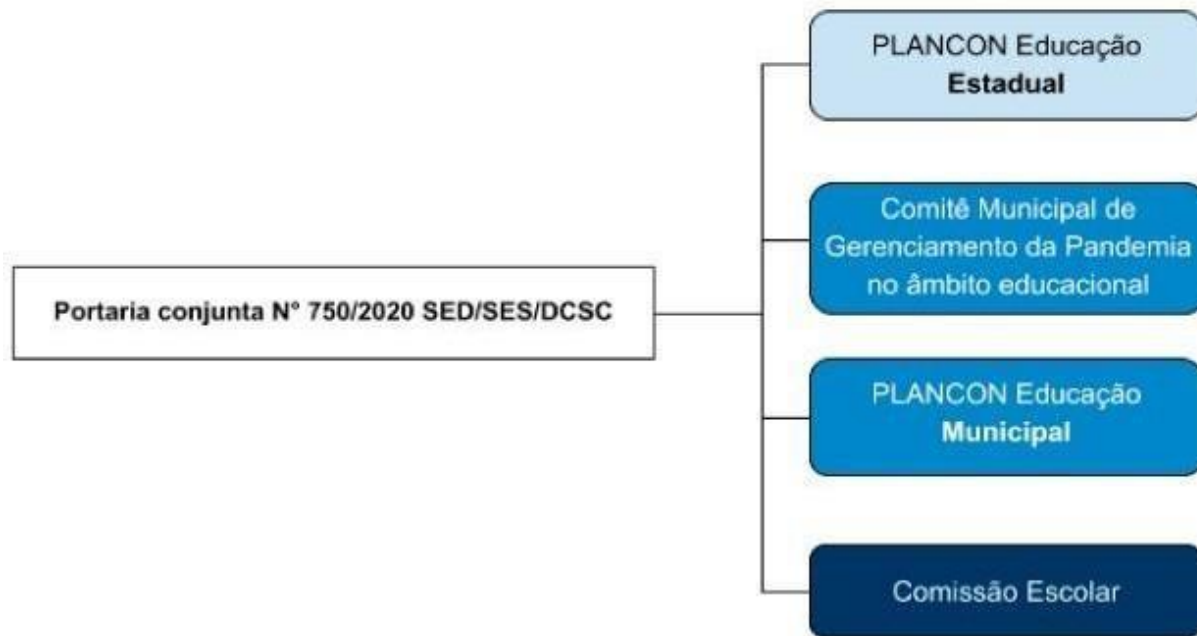 PLANCON Educação
Estadual
Comitê Municipal de
Gerenciamento da Pandemia
no âmbito educacional
Portaria conjunta N° 750/2020 SED/SES/DCSC
PLANCON Educação
Municipal
Comissão Escolar